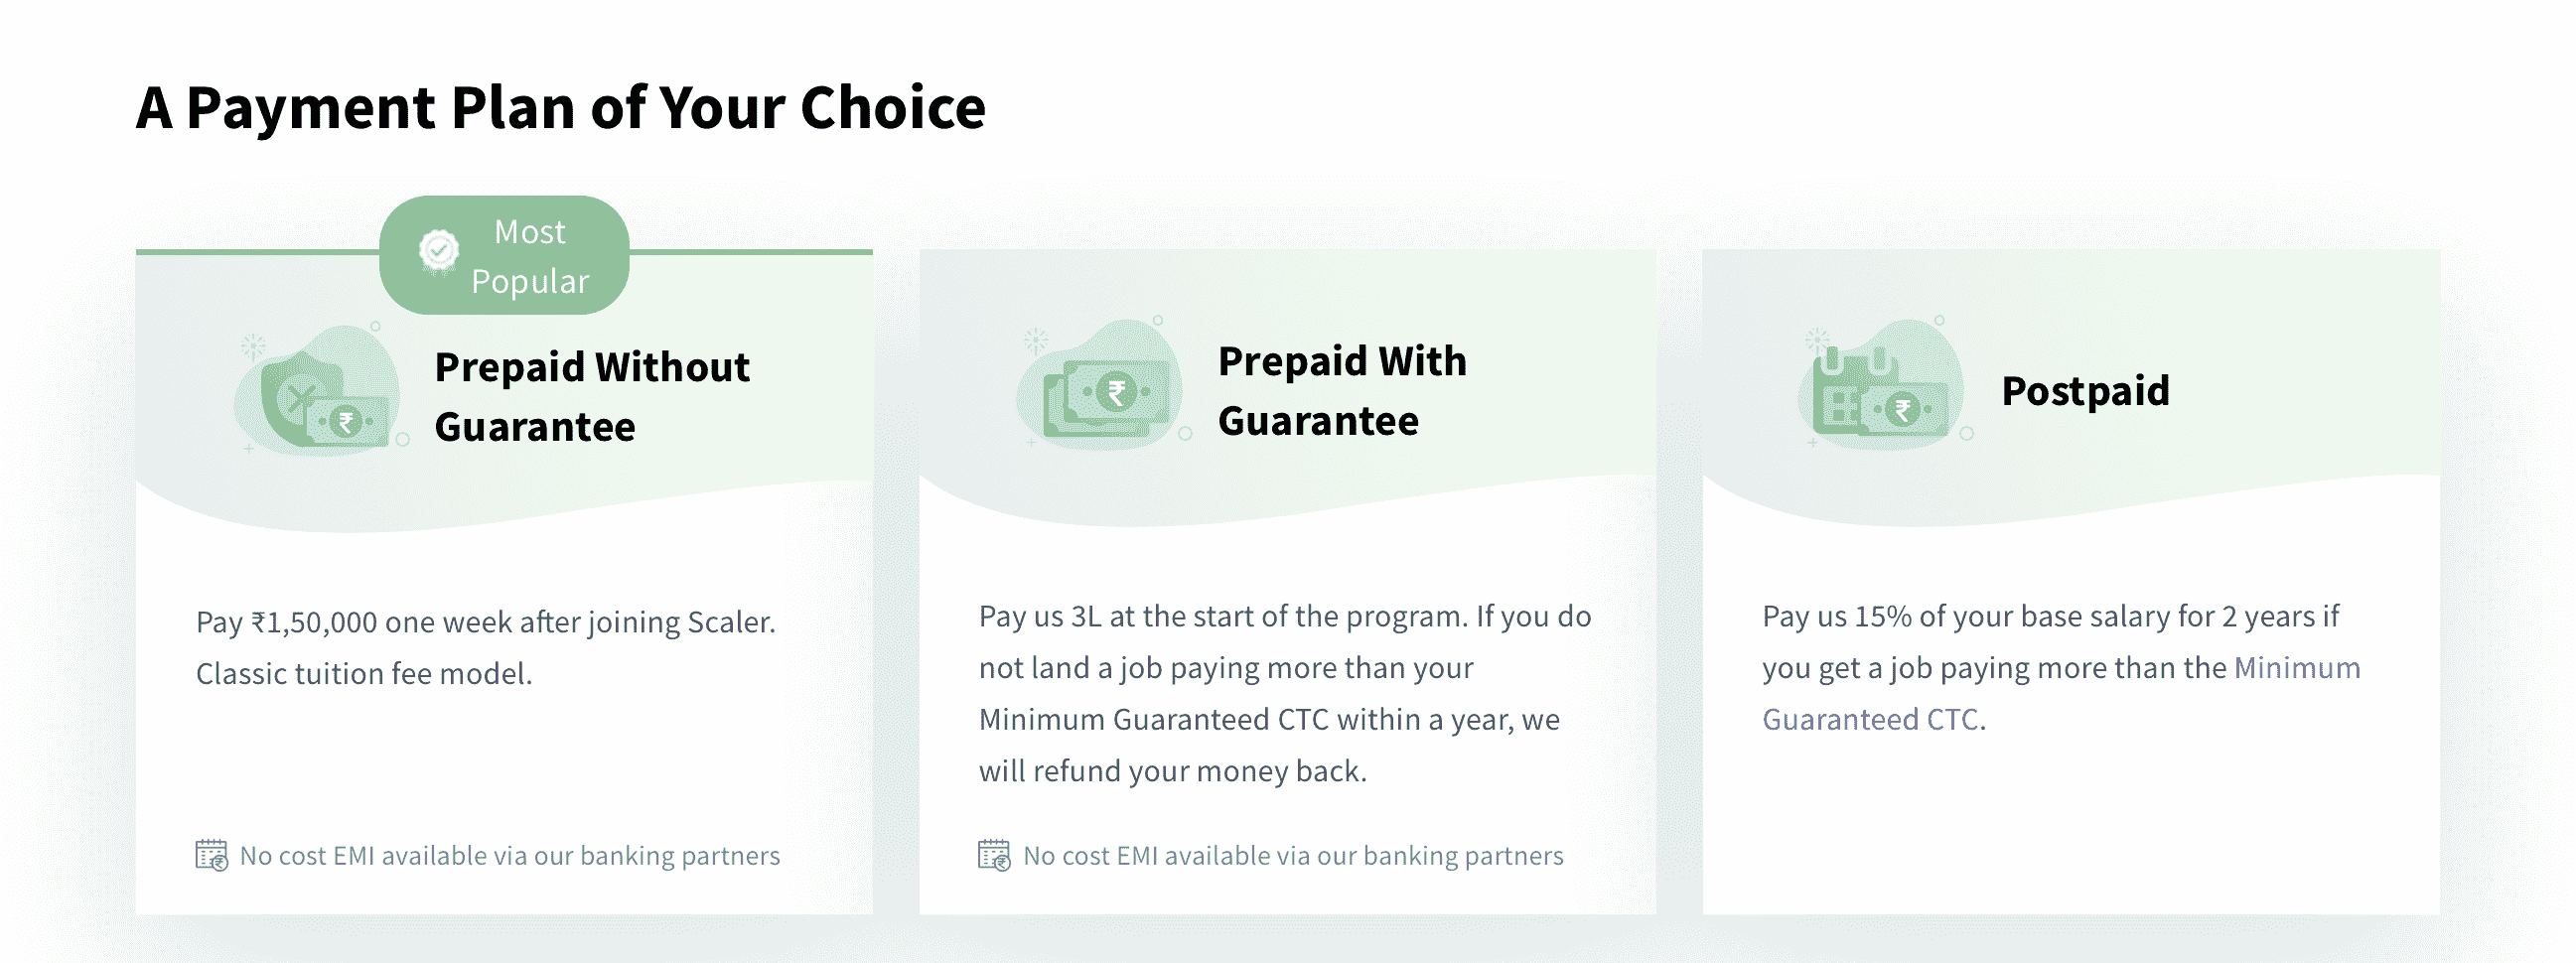 A Payment Plan of Your Choice
Most
Popular
Prepaid Without
Guarantee
Pay ₹1,50,000 one week after joining Scaler.
Classic tuition fee model.
No cost EMI available via our banking partners
Prepaid With
Guarantee
Pay us 3L at the start of the program. If you do
not land a job paying more than your
Minimum Guaranteed CTC within a year, we
will refund your money back.
No cost EMI available via our banking partners
Postpaid
Pay us 15% of your base salary for 2 years if
you get a job paying more than the Minimum
Guaranteed CTC.